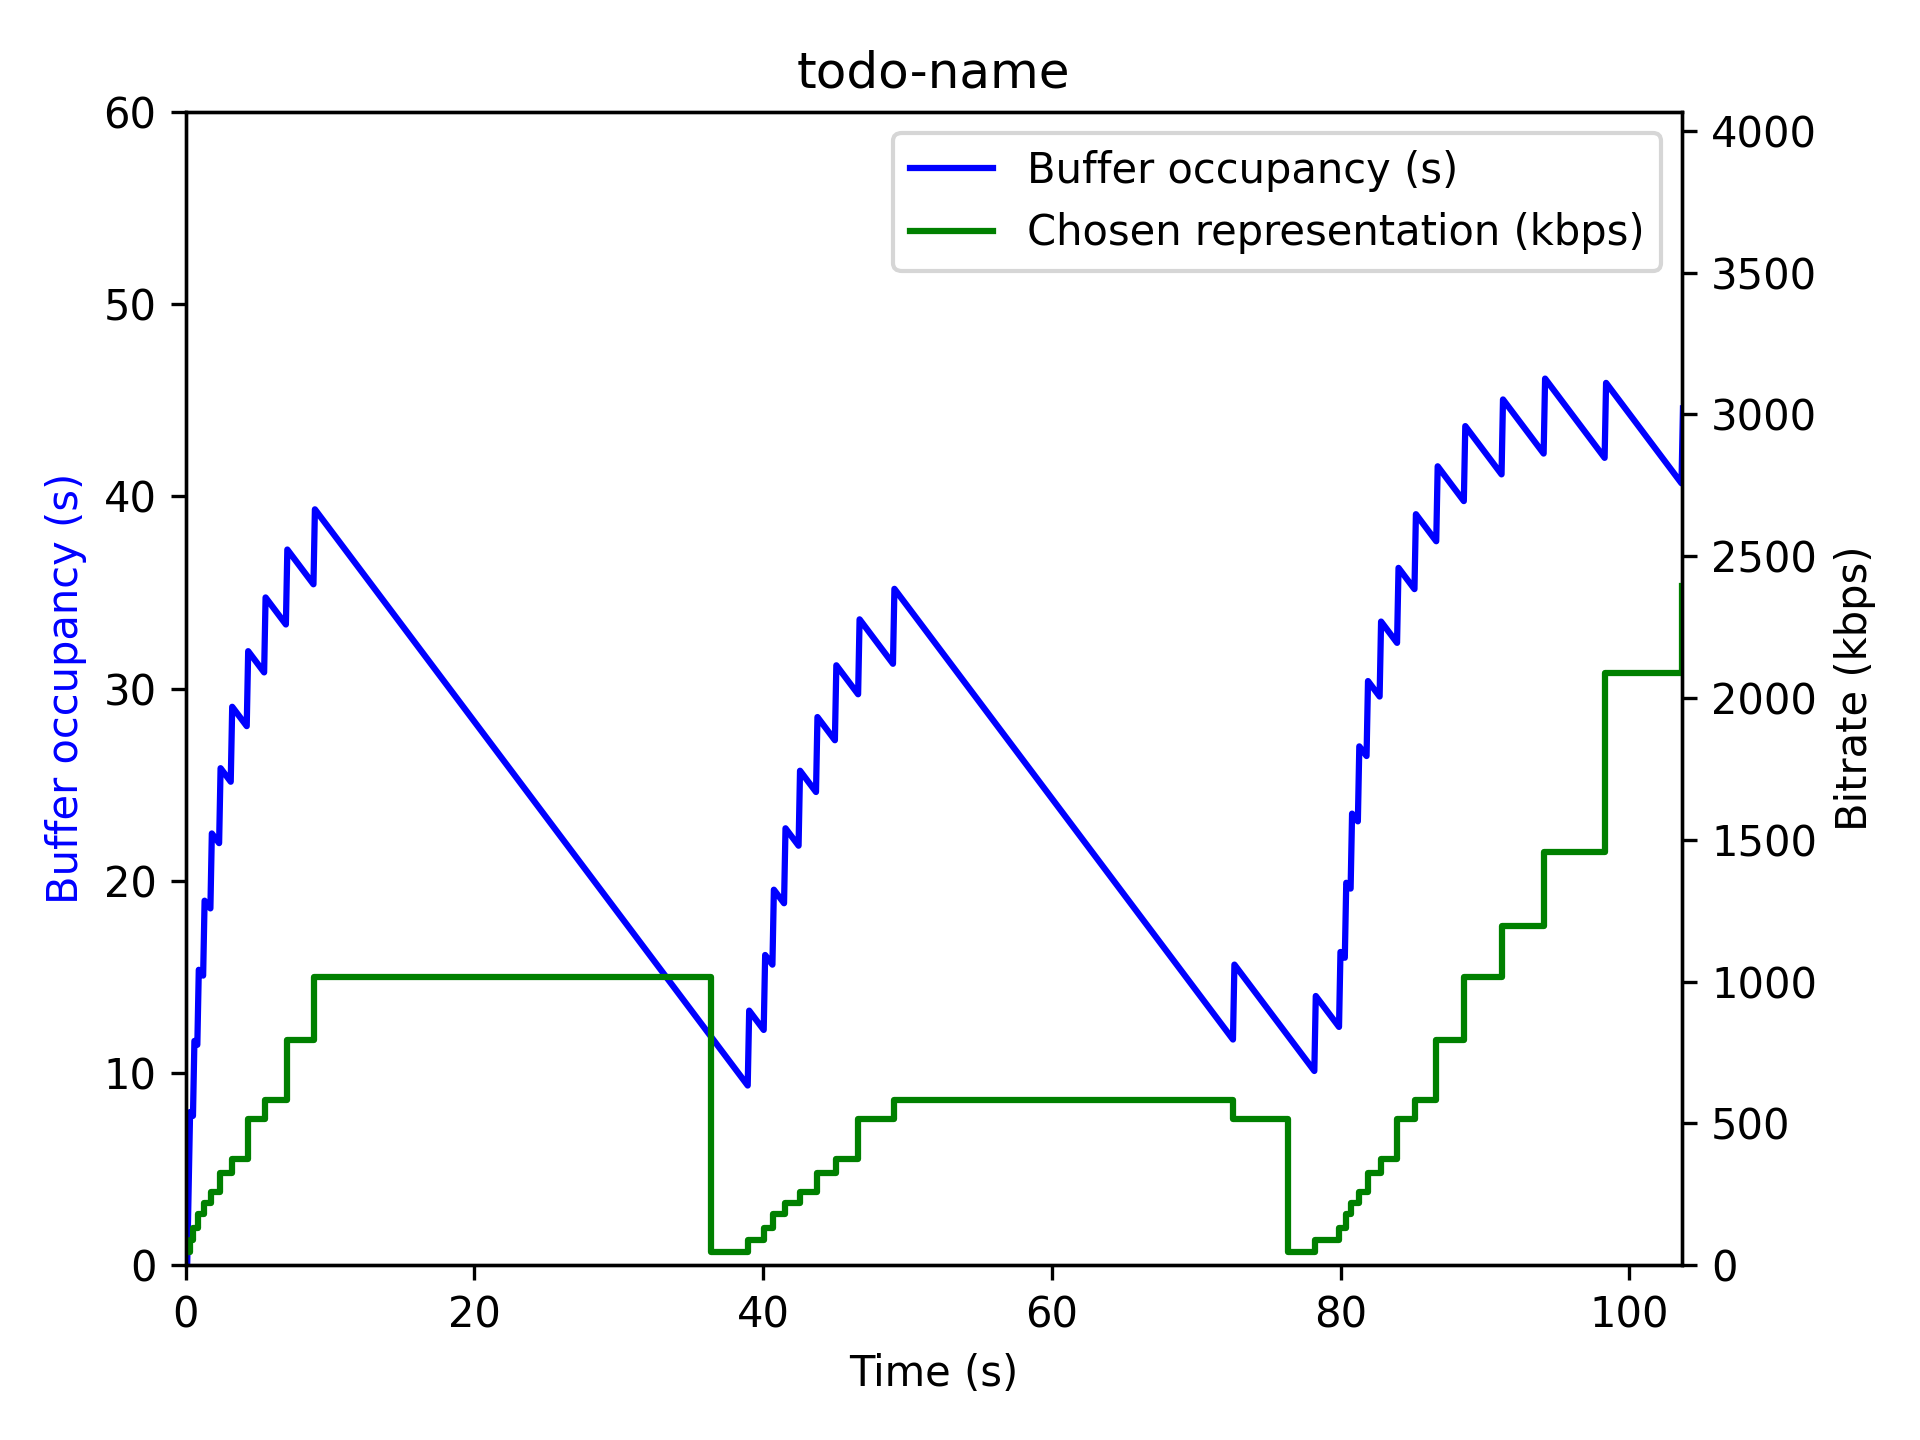 todo-name
Buffer occupancy (s)
Chosen representation (kbps)
60
50
40
30
20
10
0
Buffer occupancy (s)
4000
3500
3000
2500
2000
1500
1000
500
0
Bitrate (kbps)
0 20 40 60 80 100
Time (s)